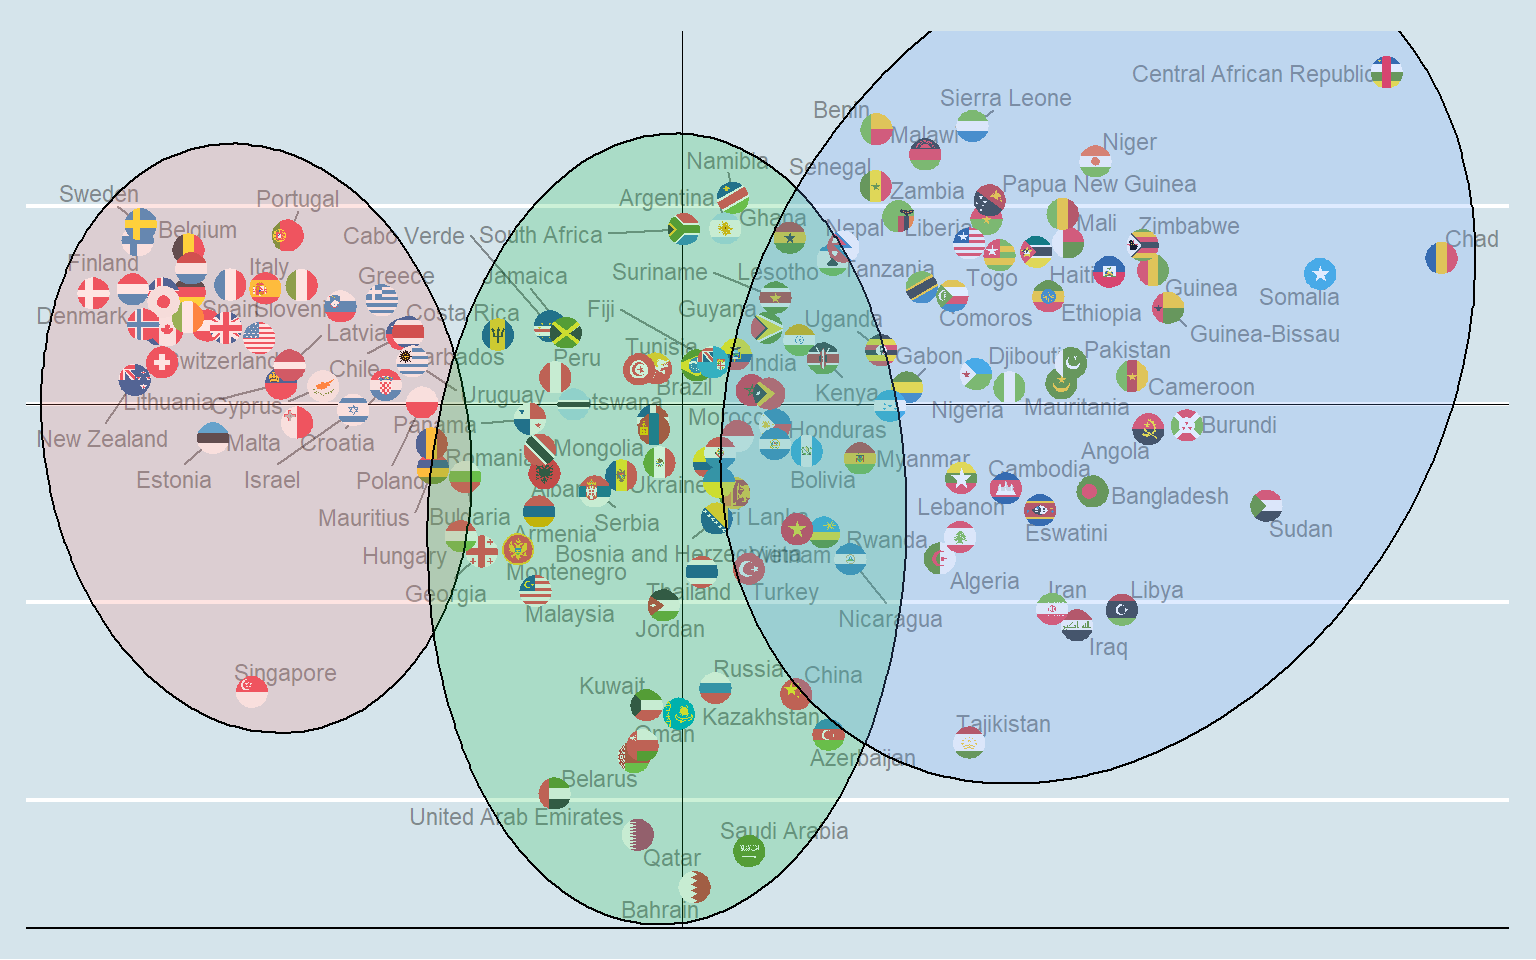 Central African Republic
Sierra Leone
Benin
Malawi
Niger
Namibia
Senegal
Sweden
Portugal
Argentina
Zambia
Papua New Guinea
Belgium
Cabo Verde
South Africa
Ghana
Nepal
Liberia
Mali
Zimbabwe
Chad
Finland
Italy
Greece
Jamaica
Suriname
Lesotho
Tanzania
Togo
Haiti
Guinea
Somalia
Denmark
Spain
Slovenia
Costa Rica
Fiji
Guyana
Uganda
Comoros
Ethiopia
Guinea-Bissau
Latvia
Switzerland
Chile
Barbados
Peru
Tunisia
India
Gabon
Djibouti
Pakistan
Lithuania
Cyprus
Uruguay
Botswana
Brazil
Kenya
Nigeria
Mauritania
Cameroon
New Zealand
Malta
Croatia
Panama
Morocco
Honduras
Burundi
Angola
Estonia
Israel
Poland
Romania
Mongolia
Myanmar
Cambodia
Albania
Ukraine
Bolivia
Bangladesh
Mauritius
Bulgaria
Serbia
Sri Lanka
Lebanon
Eswatini
Sudan
Hungary
Armenia
Bosnia and Herzegovina
Vietnam
Rwanda
Georgia
Montenegro
Thailand
Turkey
Algeria
Iran
Libya
Malaysia
Jordan
Nicaragua
Iraq
Singapore
Kuwait
Russia
China
Kazakhstan
Oman
Tajikistan
Belarus
Azerbaijan
United Arab Emirates
Saudi Arabia
Qatar
Bahrain